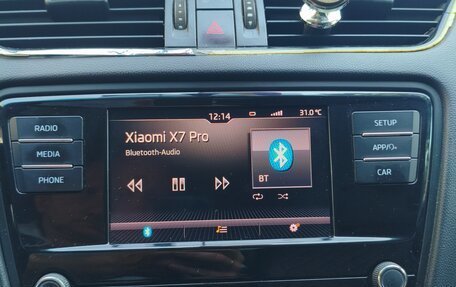 12:14 31.0°C
RADIO
MEDIA
PHONE
Xiaomi X7 Pro
Bluetooth-Audio
BT
SETUP
APP/
CAR